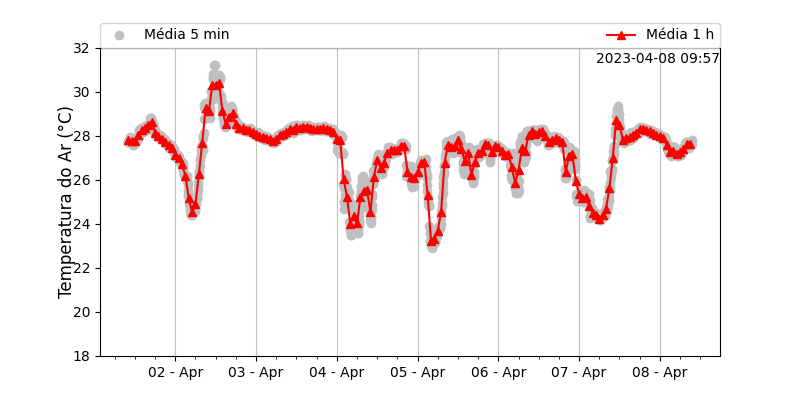 Média 5 min
Média 1 h
2023-04-08 09:57
Temperatura do Ar (°C)
32
30
28
26
24
22
20
18
02 - Apr
03 - Apr
04 - Apr
05 - Apr
06 - Apr
07 - Apr
08 - Apr